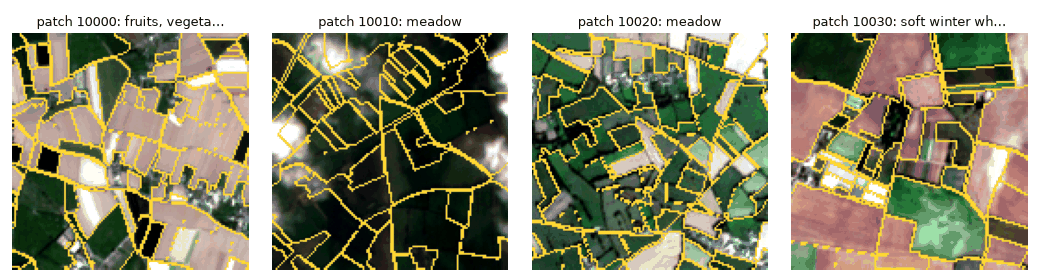 patch 10000: fruits, vegeta...
patch 10010: meadow
patch 10020: meadow
patch 10030: soft winter wh...